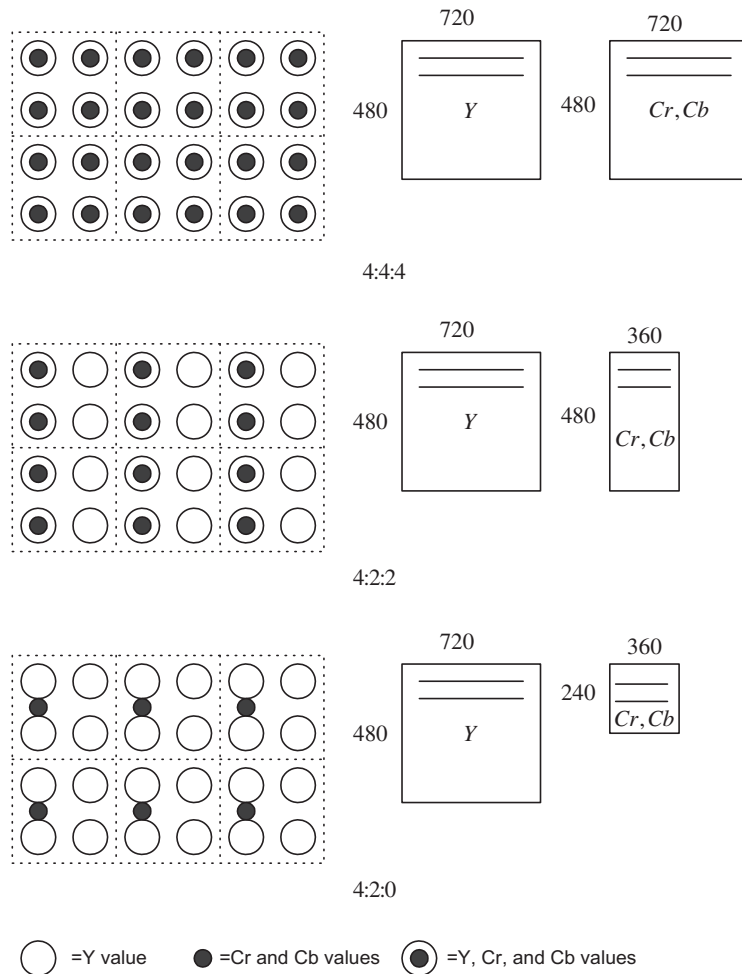 720
720
480
Y
480
Cr, Cb
4:4:4
720
360
480
Y
480
Cr, Cb
4:2:2
720
360
480
Y
240
Cr, Cb
4:2:0
=Y value
=Cr and Cb values
=Y, Cr, and Cb values